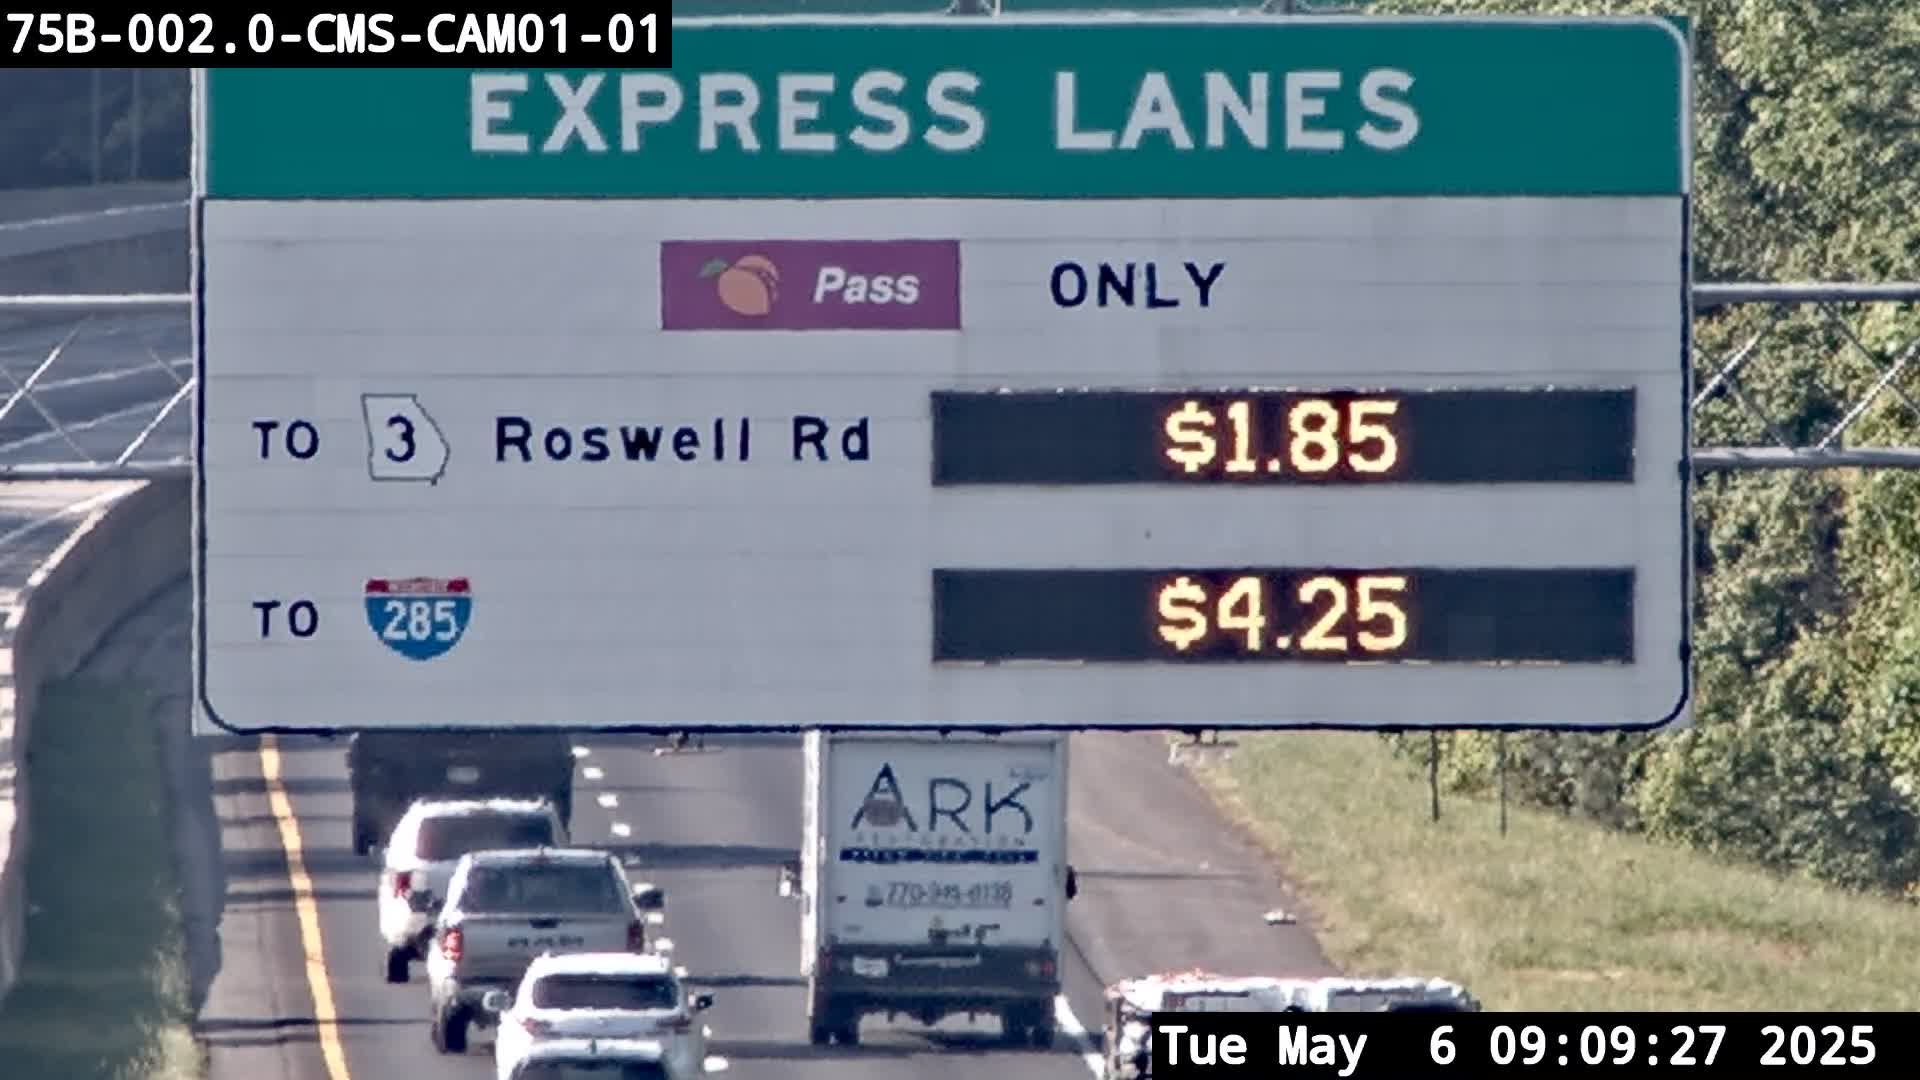 75B-002.0-CMS-CAM01-01
EXPRESS LANES
Pass ONLY
TO 3 Roswell Rd $1.85
TO 285 $4.25
ARK
Tue May 6 09:09:27 2025